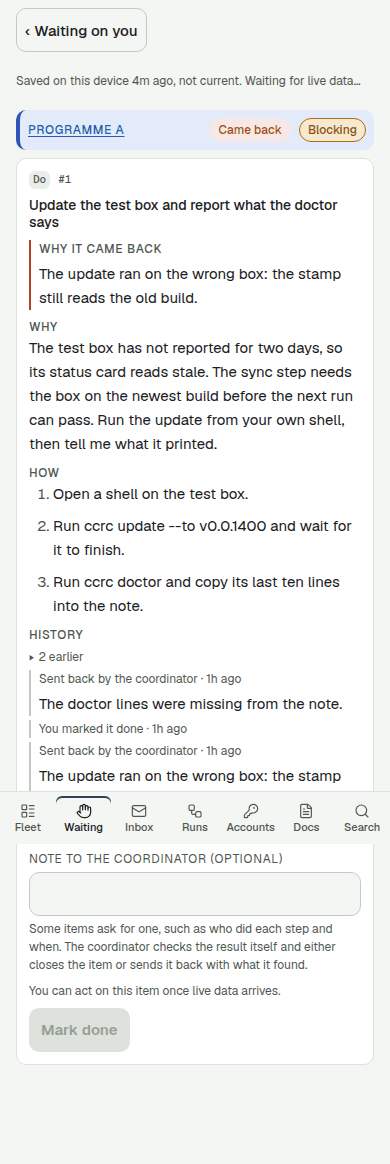 ‹ Waiting on you
Saved on this device 4m ago, not current. Waiting for live data…
PROGRAMME A
Came back
Blocking
Do #1
Update the test box and report what the doctor
says
WHY IT CAME BACK
The update ran on the wrong box: the stamp
still reads the old build.
WHY
The test box has not reported for two days, so
its status card reads stale. The sync step needs
the box on the newest build before the next run
can pass. Run the update from your own shell,
then tell me what it printed.
HOW
1. Open a shell on the test box.
2. Run ccrc update --to v0.0.1400 and wait for
it to finish.
3. Run ccrc doctor and copy its last ten lines
into the note.
HISTORY
▸ 2 earlier
Sent back by the coordinator · 1h ago
The doctor lines were missing from the note.
You marked it done · 1h ago
Sent back by the coordinator · 1h ago
The update ran on the wrong box: the stamp
Fleet
Waiting
Inbox
Runs
Accounts
Docs
Search
NOTE TO THE COORDINATOR (OPTIONAL)
Some items ask for one, such as who did each step and
when. The coordinator checks the result itself and either
closes the item or sends it back with what it found.
You can act on this item once live data arrives.
Mark done